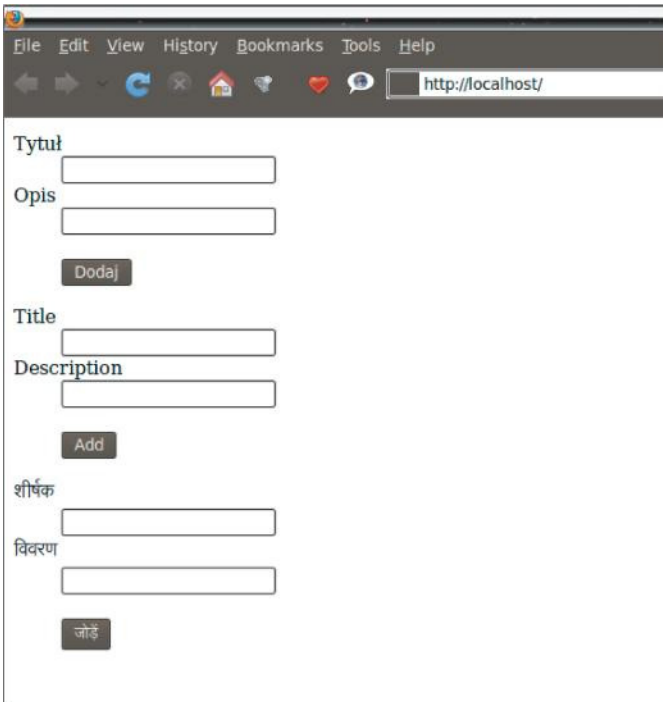 File Edit View History Bookmarks Tools Help
http://localhost/
Tytuł
Opis
Dodaj
Title
Description
Add
शीर्षक
विवरण
जोड़ें